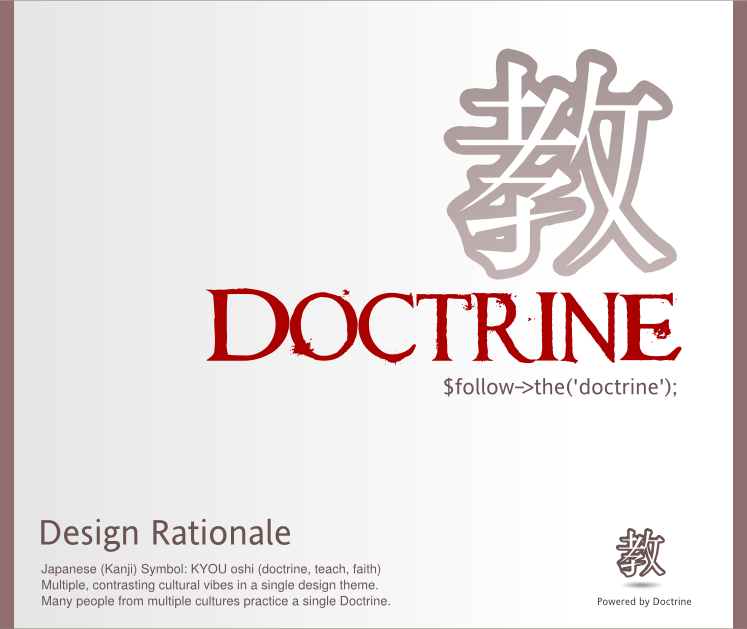 教
DOCTRINE
$follow->the('doctrine');
Design Rationale
Japanese (Kanji) Symbol: KYOU oshi (doctrine, teach, faith)
Multiple, contrasting cultural vibes in a single design theme.
Many people from multiple cultures practice a single Doctrine.
教
Powered by Doctrine